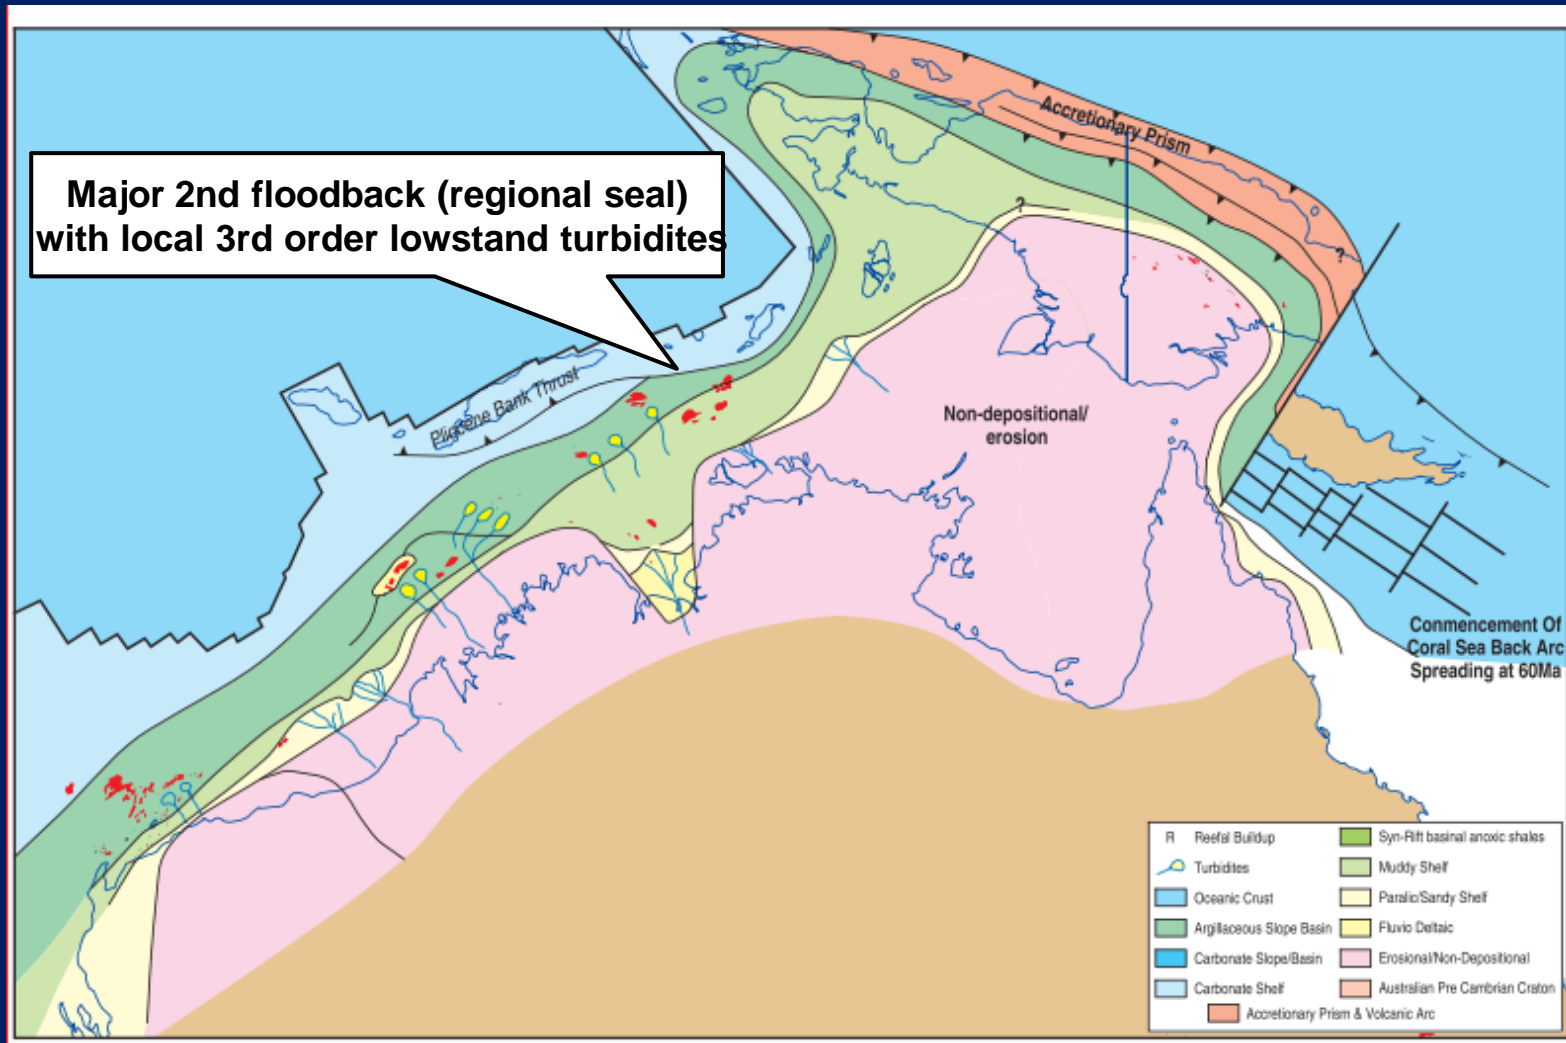 Accretionary Prism
Major 2nd floodback (regional seal)
with local 3rd order lowstand turbidites
?
?
Pliocene Bank Thrust
Non-depositional/
erosion
Commencement Of
Coral Sea Back Arc
Spreading at 60Ma
R Reefal Buildup
Turbidites
Oceanic Crust
Argillaceous Slope Basin
Carbonate Slope/Basin
Carbonate Shelf
Syn-Rift basinal anoxic shales
Muddy Shelf
Paralic/Sandy Shelf
Fluvio Deltaic
Erosional/Non-Depositional
Australian Pre Cambrian Craton
Accretionary Prism & Volcanic Arc